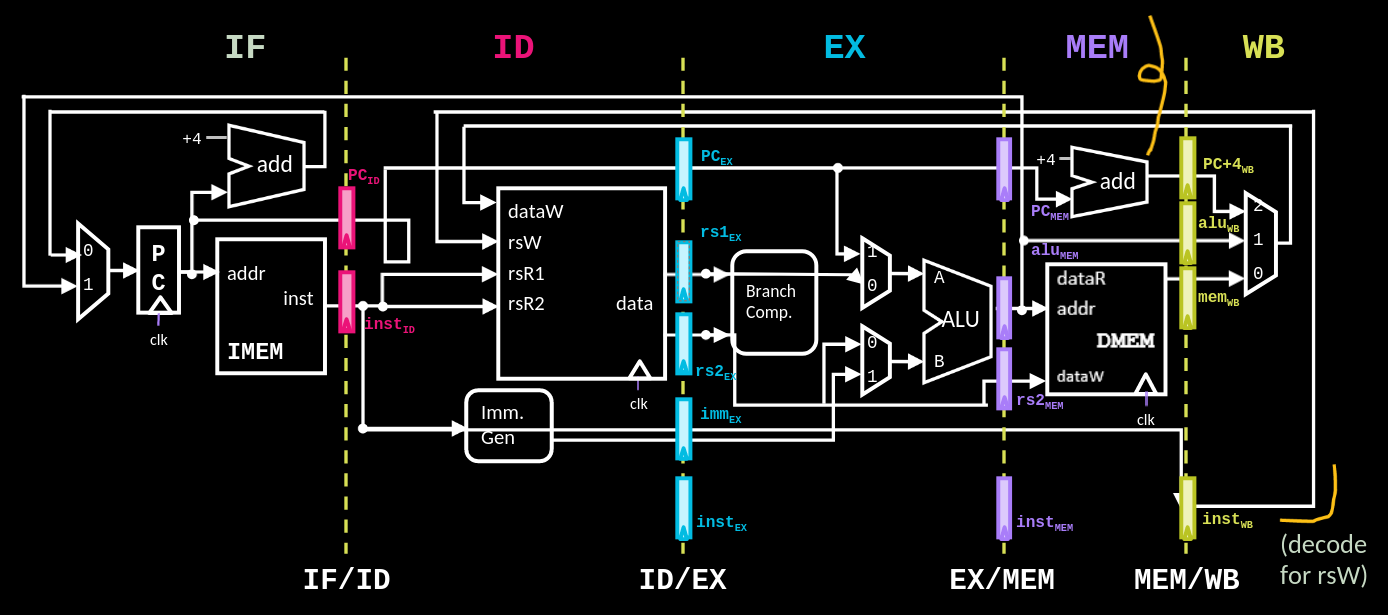 IF
ID
EX
MEM
WB
+4
add
PC_ID
0
1
P
C
clk
addr
inst
IMEM
inst_ID
dataW
rsW
rsR1
rsR2
data
clk
Imm.
Gen
PC_EX
rs1_EX
rs2_EX
imm_EX
inst_EX
Branch
Comp.
1
0
0
1
A
ALU
B
+4
add
PC_MEM
alu_MEM
dataR
addr
DMEM
dataW
clk
rs2_MEM
inst_MEM
PC+4_WB
alu_WB
mem_WB
2
1
0
inst_WB
(decode
for rsW)
IF/ID
ID/EX
EX/MEM
MEM/WB